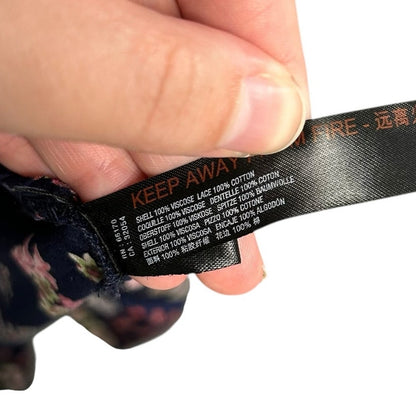 KEEP AWAY FIRE - 远离
SHELL 100% VISCOSE LACE 100% COTTON
COQUILLE 100% VISCOSE DENTELLE 100% COTON
OBERSTOFF 100% VISKOSE SPITZE 100% BAUMWOLLE
SHELL 100% VISCOSA PIZZO 100% COTONE
EXTERIOR 100% VISCOSA ENCAJE 100% ALGODÓN
面料 100% 粘胶纤维 花边 100% 棉
RN : 66170
CA : 52054